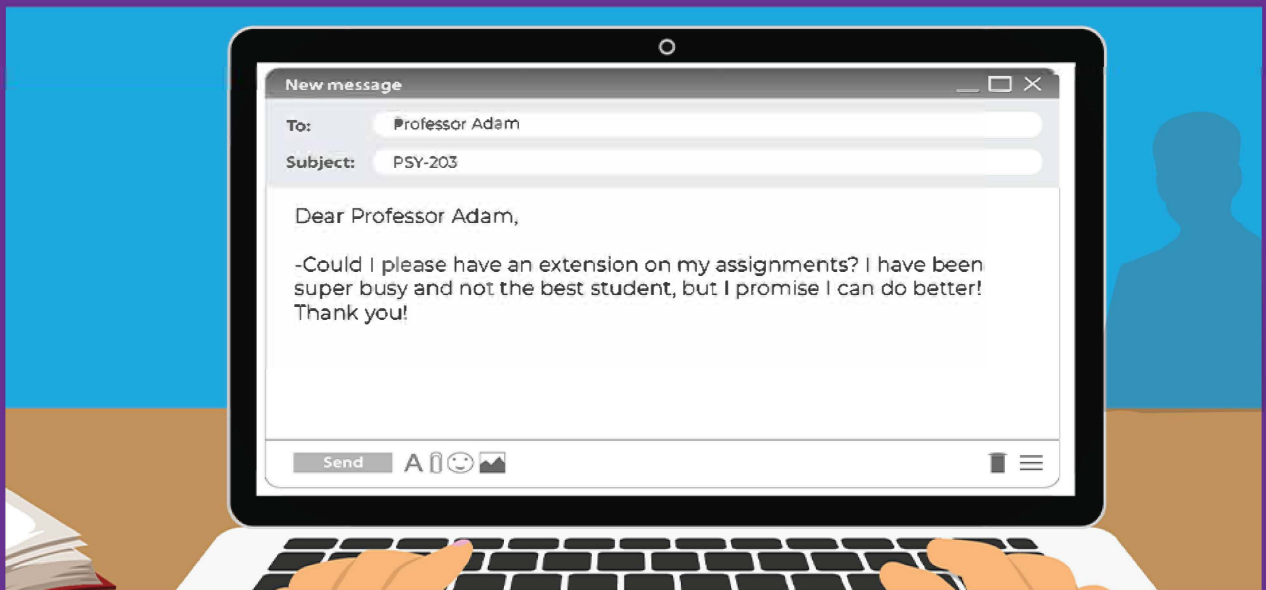 New message
To: Professor Adam
Subject: PSY-203
Dear Professor Adam,
-Could I please have an extension on my assignments? I have been
super busy and not the best student, but I promise I can do better!
Thank you!
Send A